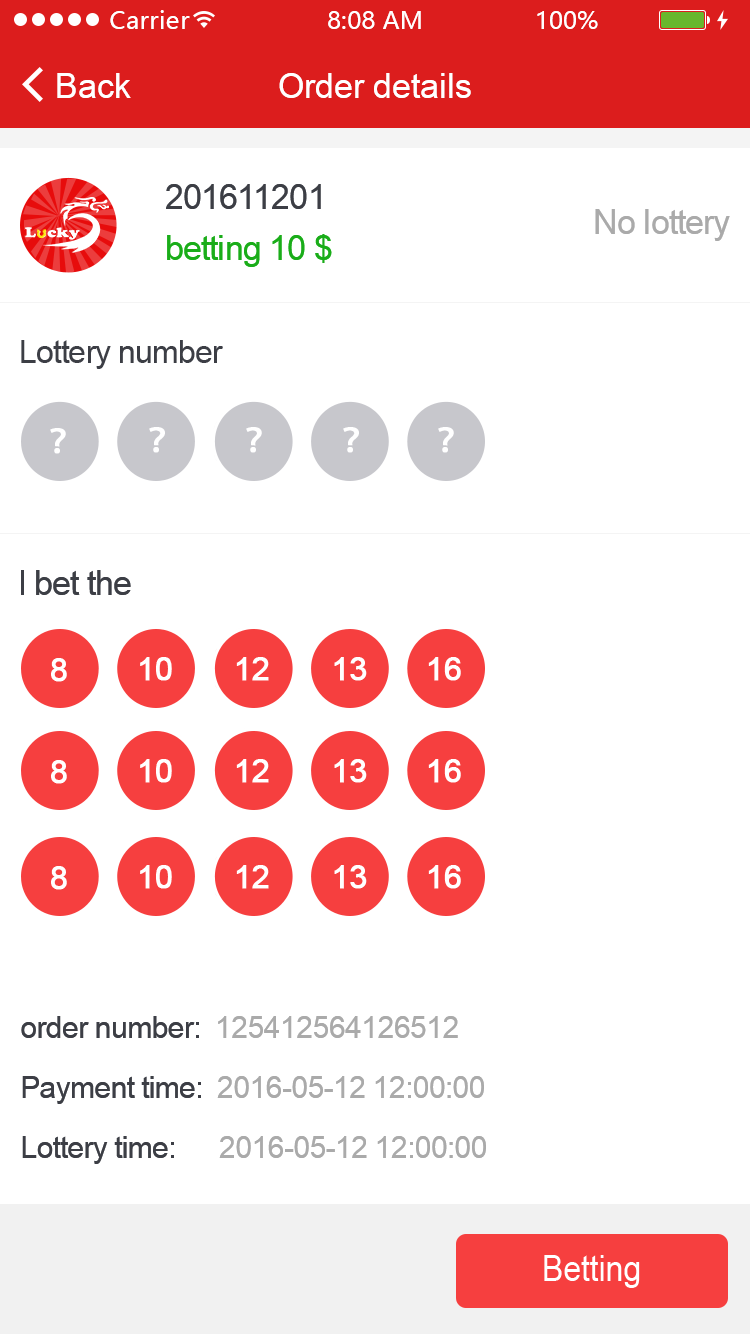 Carrier 8:08 AM 100%
Back Order details
Lucky
201611201
betting 10 $
No lottery
Lottery number
? ? ? ? ?
I bet the
8 10 12 13 16
8 10 12 13 16
8 10 12 13 16
order number: 125412564126512
Payment time: 2016-05-12 12:00:00
Lottery time: 2016-05-12 12:00:00
Betting